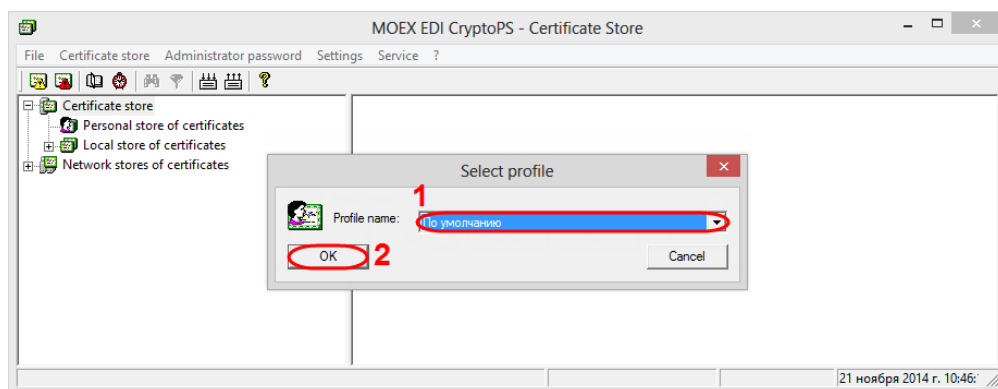 MOEX EDI CryptoPS - Certificate Store
File Certificate store Administrator password Settings Service ?
Certificate store
Personal store of certificates
Local store of certificates
Network stores of certificates
Select profile
1
Profile name: По умолчанию
OK 2 Cancel
21 ноября 2014 г. 10:46: